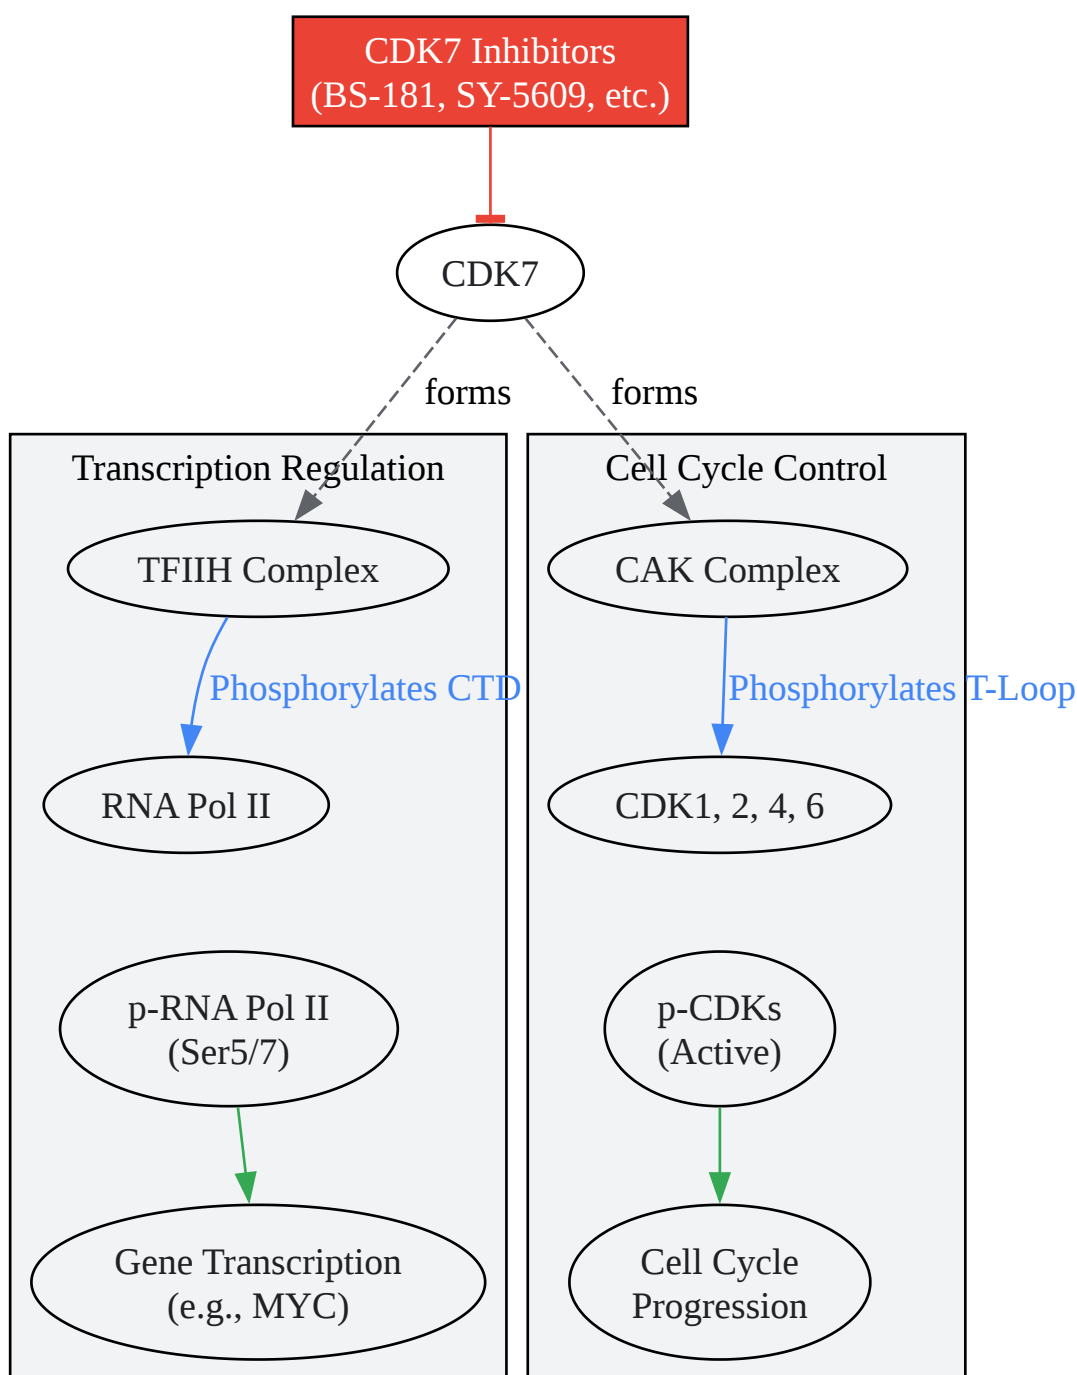 CDK7 Inhibitors
(BS-181, SY-5609, etc.)
CDK7
forms
forms
Transcription Regulation
Cell Cycle Control
TFIIH Complex
CAK Complex
Phosphorylates CTD
Phosphorylates T-Loop
RNA Pol II
CDK1, 2, 4, 6
p-RNA Pol II
(Ser5/7)
p-CDKs
(Active)
Gene Transcription
(e.g., MYC)
Cell Cycle
Progression